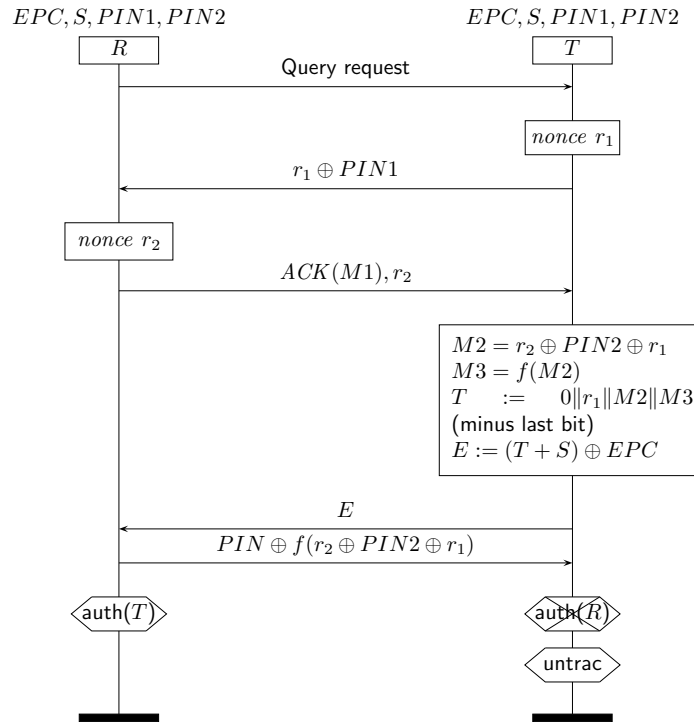 EPC, S, PIN1, PIN2
EPC, S, PIN1, PIN2
R
T
Query request
nonce r₁
r₁ ⊕ PIN1
nonce r₂
ACK(M1), r₂
M2 = r₂ ⊕ PIN2 ⊕ r₁
M3 = f(M2)
T := 0‖r₁‖M2‖M3
(minus last bit)
E := (T + S) ⊕ EPC
E
PIN ⊕ f(r₂ ⊕ PIN2 ⊕ r₁)
auth(T)
auth(R)
untrac